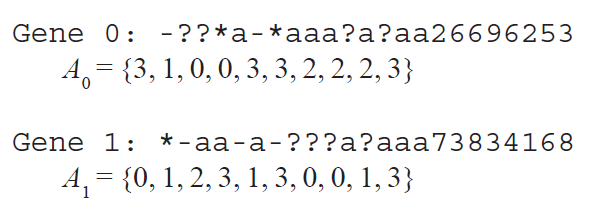 Gene 0: -??*a-*aaa?a?aa26696253
A₀ = {3, 1, 0, 0, 3, 3, 2, 2, 2, 3}
Gene 1: *-aa-a-???a?aaa73834168
A₁ = {0, 1, 2, 3, 1, 3, 0, 0, 1, 3}